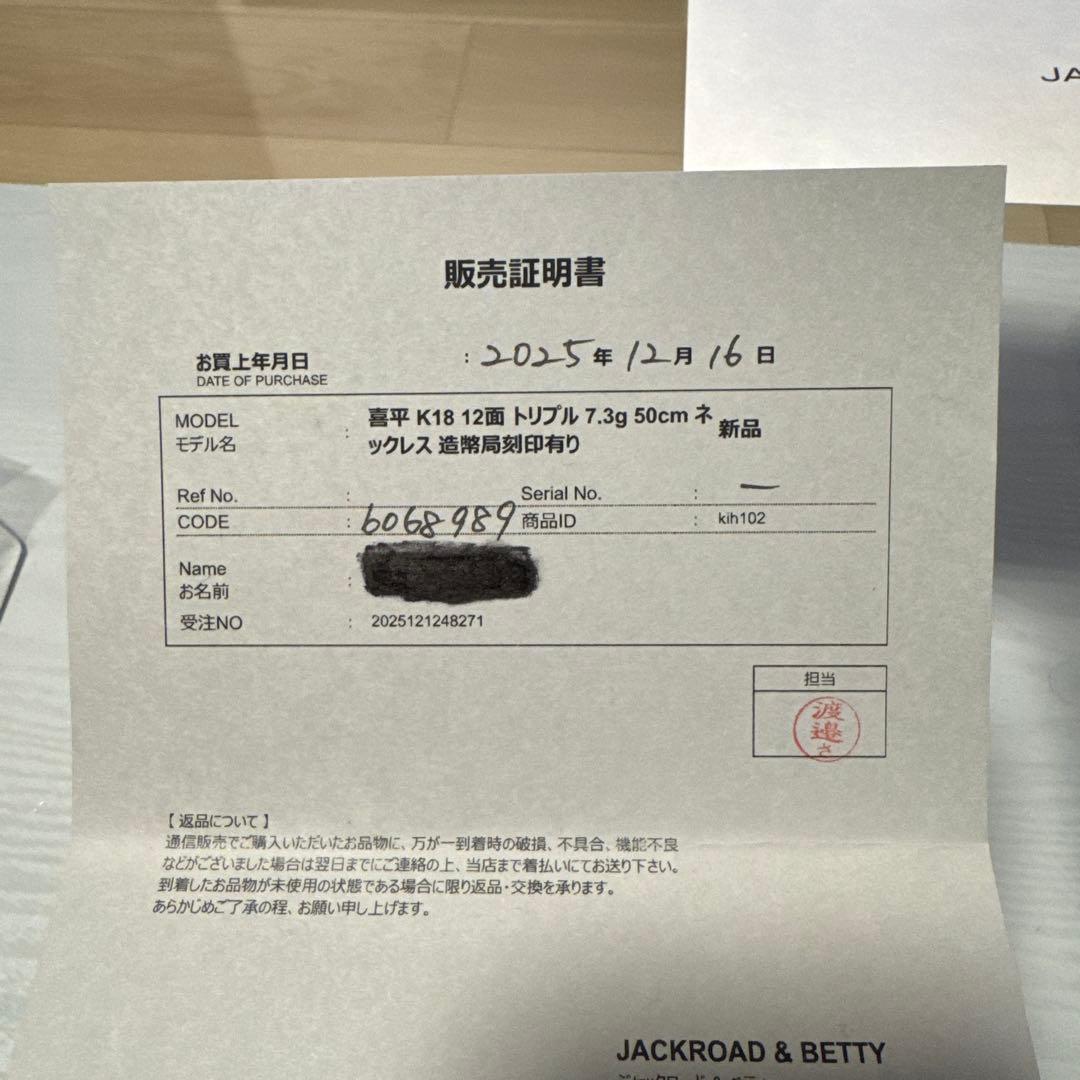 JA
販売証明書
お買上年月日 : 2025年 12月 16日
DATE OF PURCHASE
MODEL
モデル名
: 喜平 K18 12面 トリプル 7.3g 50cm ネ
ックレス 造幣局刻印有り
新品
Ref No. : Serial No. : ー
CODE : 6068989 商品ID : kih102
Name
お名前 :
受注NO : 2025121248271
担当
渡邉
さ
【 返品について 】
通信販売でご購入いただいたお品物に、万が一到着時の破損、不具合、機能不良
などがございました場合は翌日までにご連絡の上、当店まで着払いにてお送り下さい。
到着したお品物が未使用の状態である場合に限り返品・交換を承ります。
あらかじめご了承の程、お願い申し上げます。
JACKROAD & BETTY